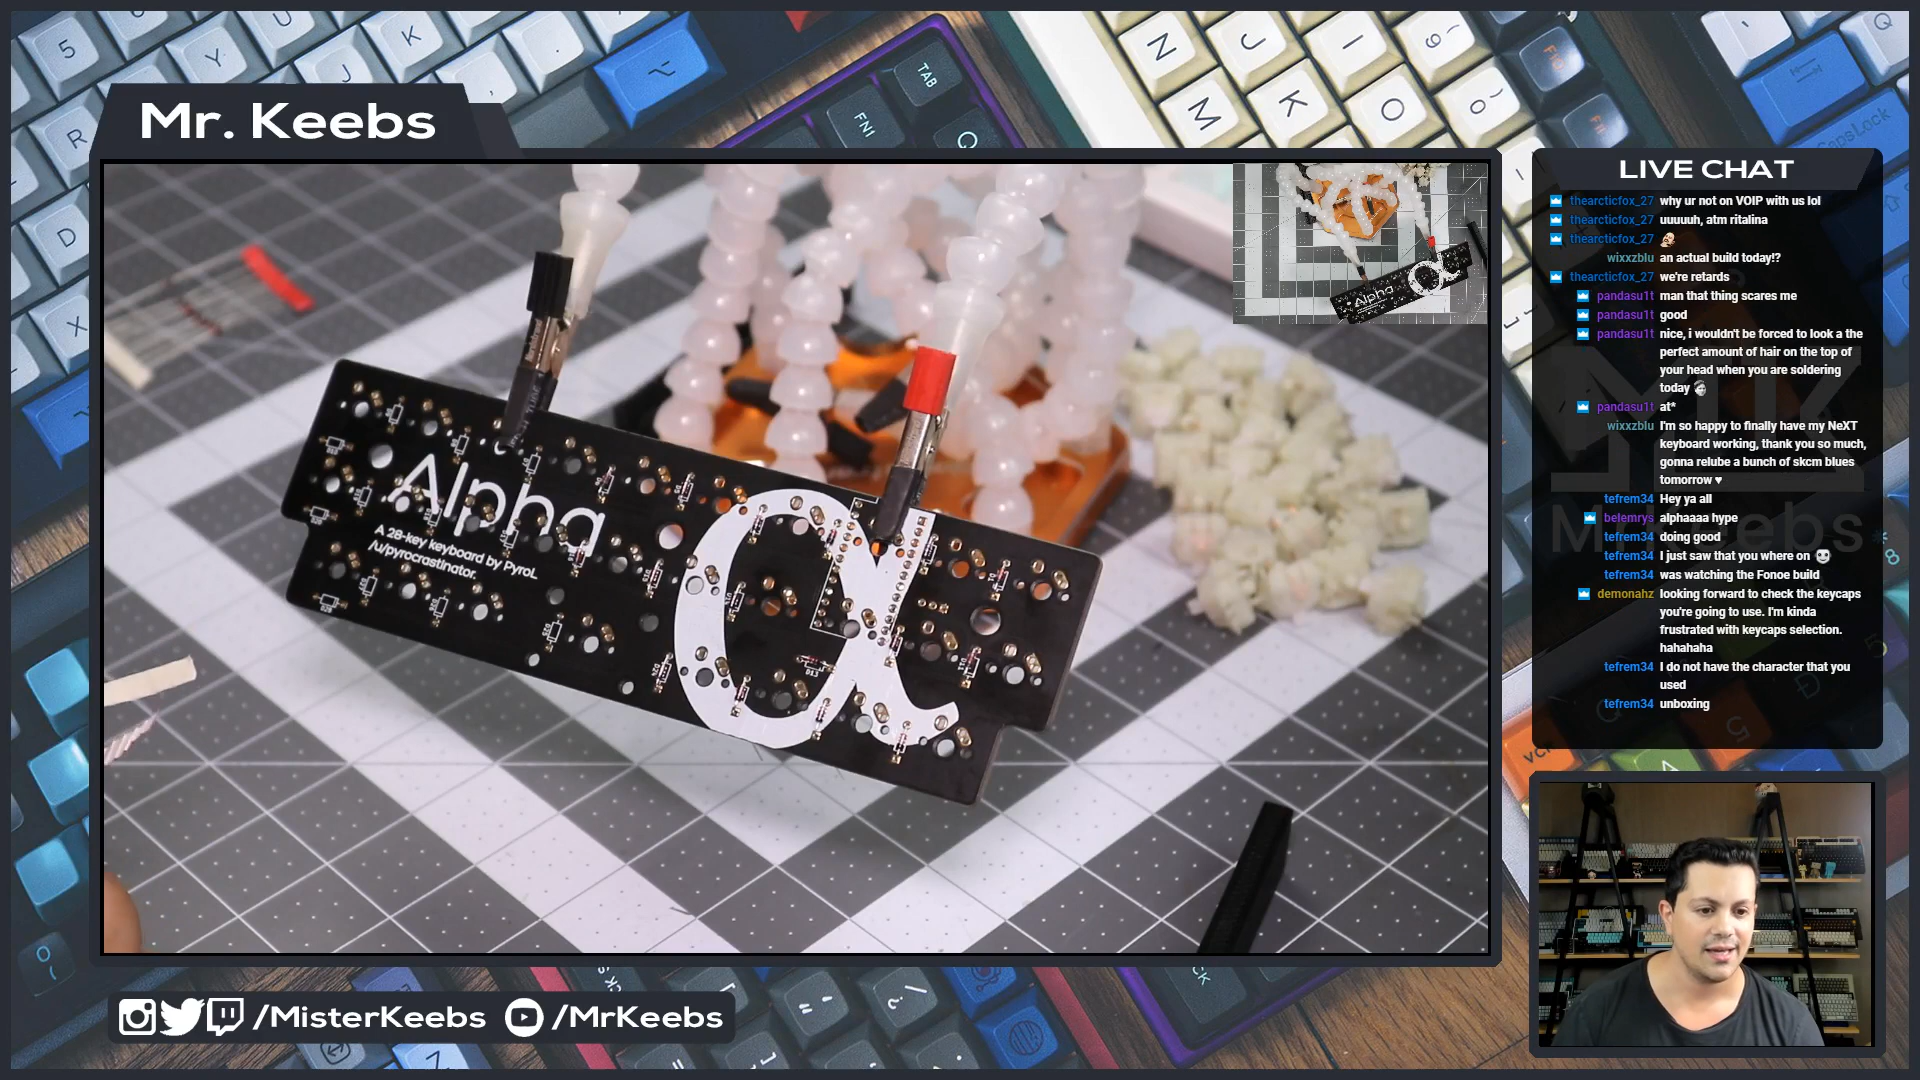 Mr. Keebs
LIVE CHAT
thearcticfox_27 why ur not on VOIP with us lol
thearcticfox_27 uuuuuh, atm ritalina
thearcticfox_27
wixxzblu an actual build today!?
thearcticfox_27 we're retards
pandasu1t man that thing scares me
pandasu1t good
pandasu1t nice, i wouldn't be forced to look a the
perfect amount of hair on the top of
your head when you are soldering
today
pandasu1t at*
wixxzblu I'm so happy to finally have my NeXT
keyboard working, thank you so much,
gonna relube a bunch of skcm blues
tomorrow ♥
tefrem34 Hey ya all
belemrys alphaaaa hype
tefrem34 doing good
tefrem34 I just saw that you where on
tefrem34 was watching the Fonoe build
demonahz looking forward to check the keycaps
you're going to use. I'm kinda
frustrated with keycaps selection.
hahahaha
tefrem34 I do not have the character that you
used
tefrem34 unboxing
Alpha
A 28-key keyboard by PyroL
/u/pyrocrastinator.
α
/MisterKeebs
/MrKeebs
TAB
FN1
CapsLock
N
J
I
M
K
O
5
Y
U
K
J
R
D
X
Z